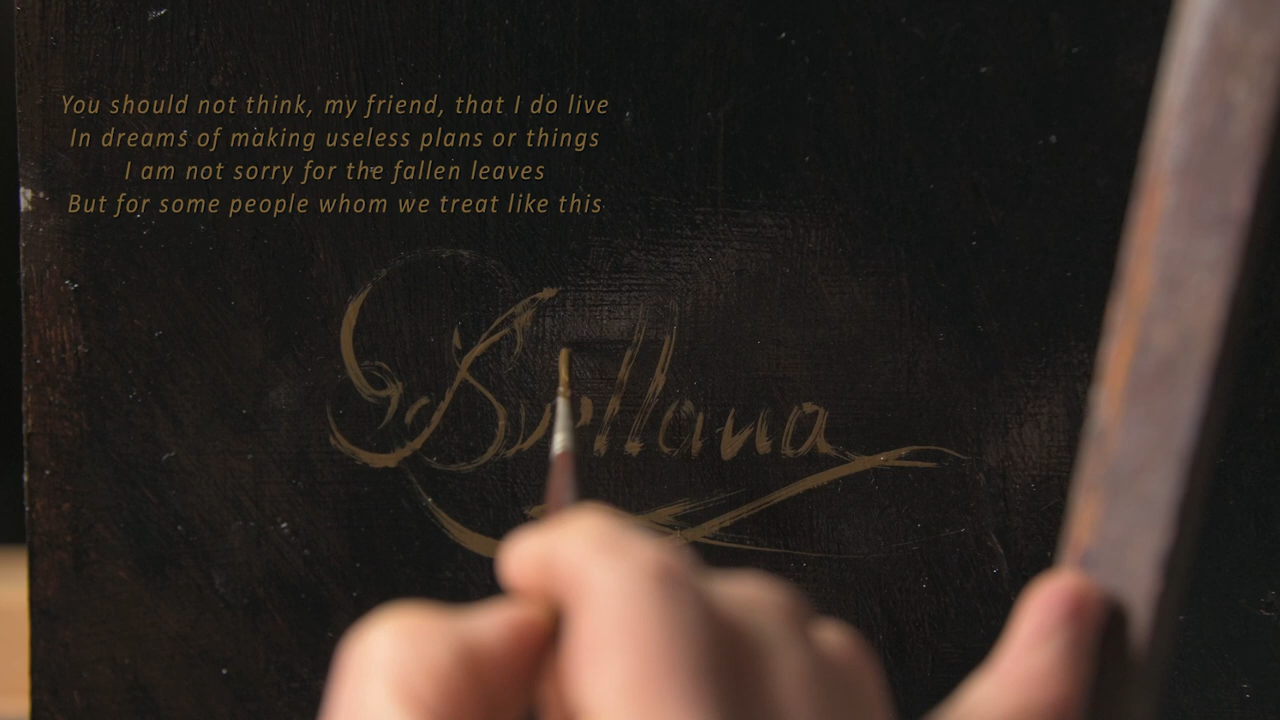 You should not think, my friend, that I do live
In dreams of making useless plans or things
I am not sorry for the fallen leaves
But for some people whom we treat like this